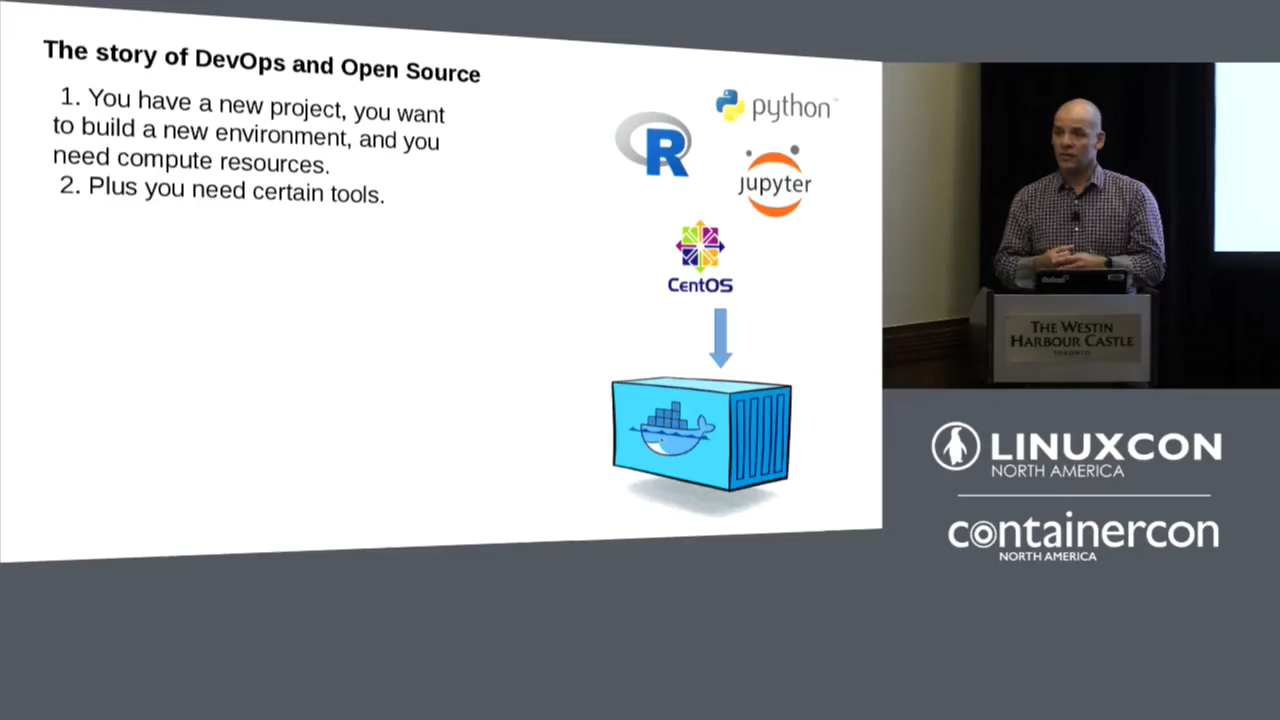 The story of DevOps and Open Source
1. You have a new project, you want
to build a new environment, and you
need compute resources.
2. Plus you need certain tools.
python™
R
jupyter
CentOS
THE WESTIN
HARBOUR CASTLE
TORONTO
LINUXCON
NORTH AMERICA
containercon
NORTH AMERICA